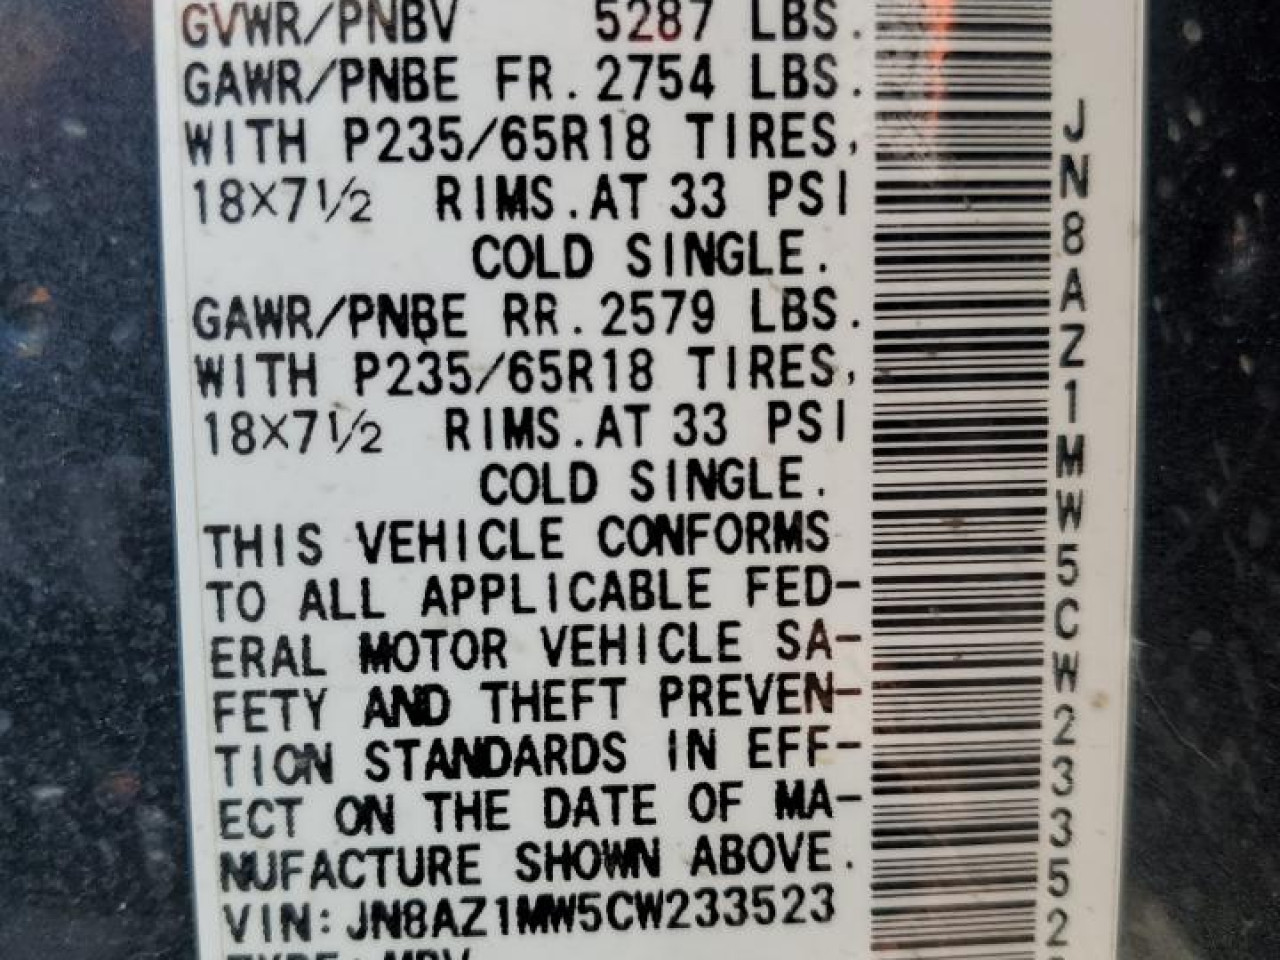 GVWR/PNBV 5287 LBS.
GAWR/PNBE FR. 2754 LBS.
WITH P235/65R18 TIRES,
18×7½ RIMS. AT 33 PSI
COLD SINGLE.
GAWR/PNBE RR. 2579 LBS.
WITH P235/65R18 TIRES,
18×7½ RIMS. AT 33 PSI
COLD SINGLE.
THIS VEHICLE CONFORMS
TO ALL APPLICABLE FED-
ERAL MOTOR VEHICLE SA-
FETY AND THEFT PREVEN-
TION STANDARDS IN EFF-
ECT ON THE DATE OF MA-
NUFACTURE SHOWN ABOVE.
VIN: JN8AZ1MW5CW233523
TYPE: MPV
JN8AZ1MW5CW23352